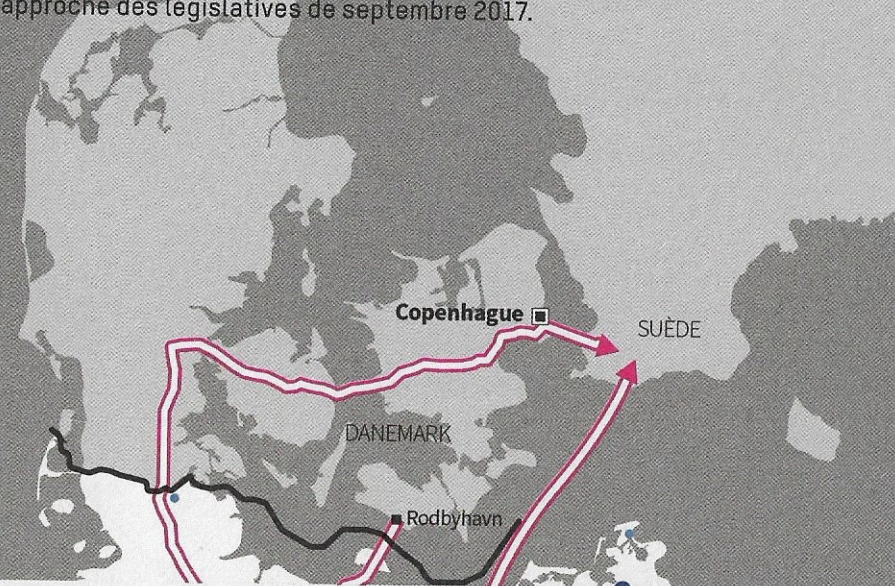 approche des législatives de septembre 2017.
Copenhague
SUÈDE
DANEMARK
Rodbyhavn